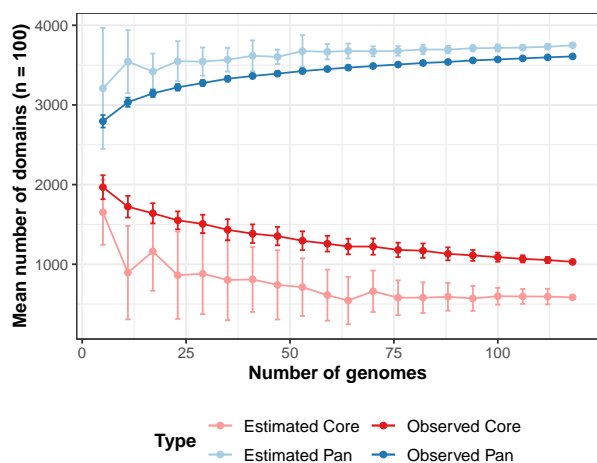 Mean number of domains (n = 100)
4000
3000
2000
1000
0
25
50
75
100
Number of genomes
Type
Estimated Core
Observed Core
Estimated Pan
Observed Pan